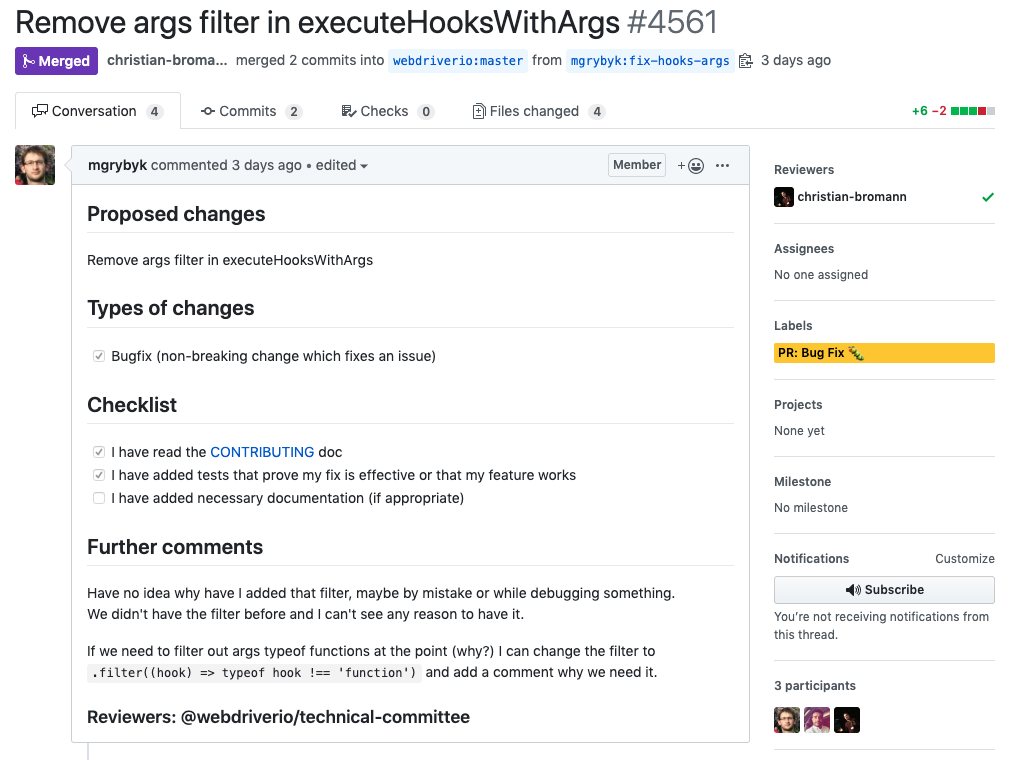 Remove args filter in executeHooksWithArgs #4561
Merged christian-broma... merged 2 commits into webdriverio:master from mgrybyk:fix-hooks-args 3 days ago
Conversation 4 Commits 2 Checks 0 Files changed 4 +6 −2
mgrybyk commented 3 days ago • edited Member
Proposed changes
Remove args filter in executeHooksWithArgs
Types of changes
Bugfix (non-breaking change which fixes an issue)
Checklist
I have read the CONTRIBUTING doc
I have added tests that prove my fix is effective or that my feature works
I have added necessary documentation (if appropriate)
Further comments
Have no idea why have I added that filter, maybe by mistake or while debugging something.
We didn't have the filter before and I can't see any reason to have it.
If we need to filter out args typeof functions at the point (why?) I can change the filter to
.filter((hook) => typeof hook !== 'function') and add a comment why we need it.
Reviewers: @webdriverio/technical-committee
Reviewers
christian-bromann
Assignees
No one assigned
Labels
PR: Bug Fix 🐛
Projects
None yet
Milestone
No milestone
Notifications Customize
Subscribe
You’re not receiving notifications from
this thread.
3 participants